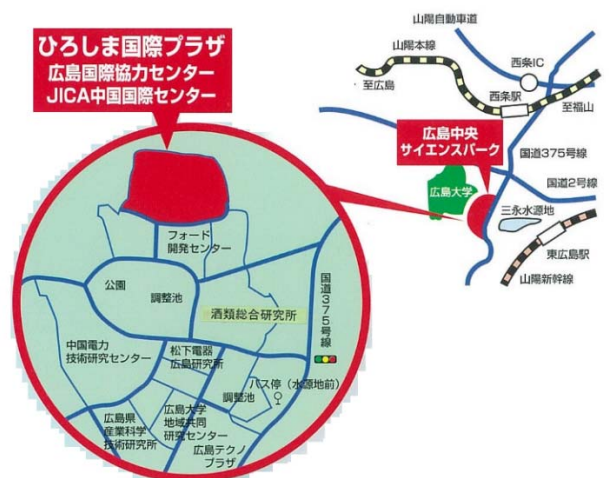 ひろしま国際プラザ
広島国際協力センター
JICA中国国際センター
山陽自動車道
山陽本線
西条IC
至広島
西条駅
至福山
広島中央
サイエンスパーク
国道375号線
広島大学
国道2号線
三永水源地
東広島駅
山陽新幹線
フォード
開発センター
公園
調整池
国道375号線
酒類総合研究所
中国電力
技術研究センター
松下電器
広島研究所
調整池
バス停(水源地前)
広島県
産業科学
技術研究所
広島大学
地域共同
研究センター
広島テクノ
プラザ